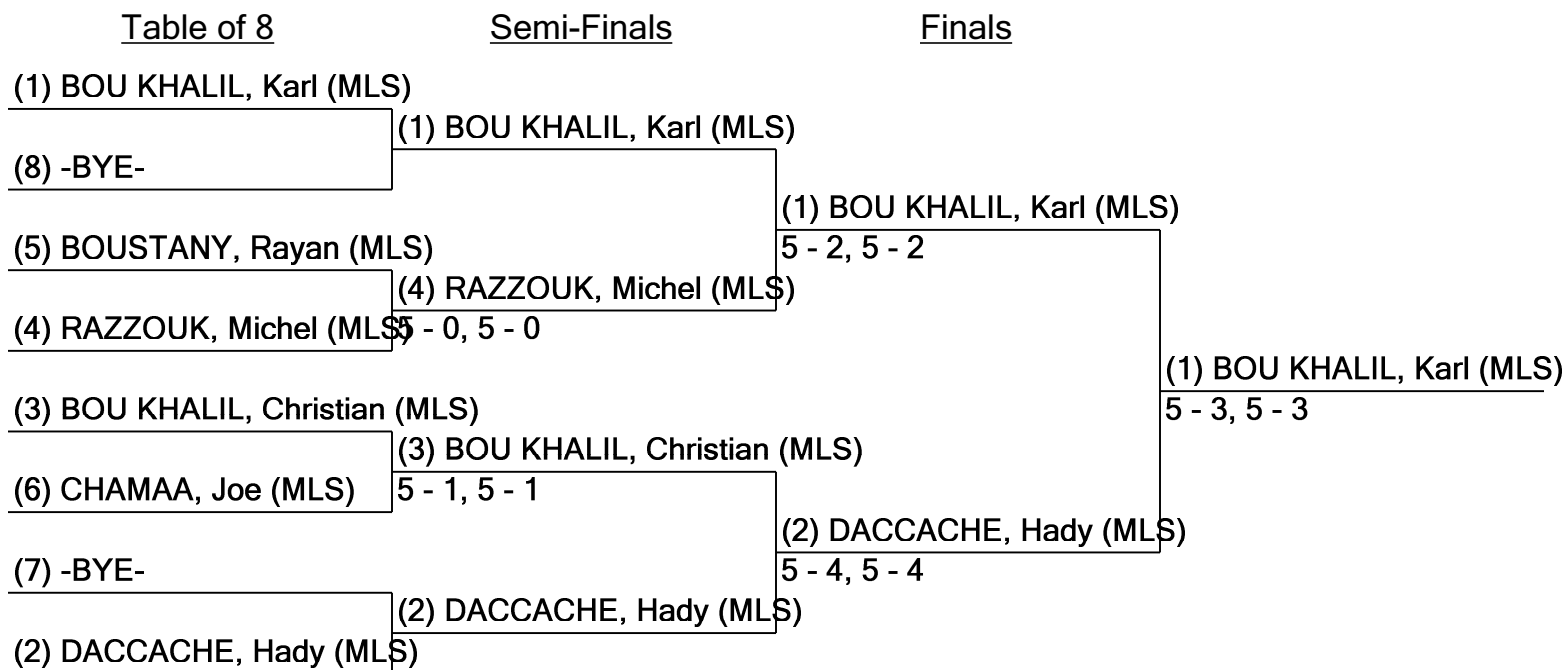 Table of 8
Semi-Finals
Finals
(1) BOU KHALIL, Karl (MLS)
(8) -BYE-
(5) BOUSTANY, Rayan (MLS)
(4) RAZZOUK, Michel (MLS)
(3) BOU KHALIL, Christian (MLS)
(6) CHAMAA, Joe (MLS)
(7) -BYE-
(2) DACCACHE, Hady (MLS)
(1) BOU KHALIL, Karl (MLS)
(4) RAZZOUK, Michel (MLS)
5 - 0, 5 - 0
(3) BOU KHALIL, Christian (MLS)
5 - 1, 5 - 1
(2) DACCACHE, Hady (MLS)
(1) BOU KHALIL, Karl (MLS)
5 - 2, 5 - 2
(2) DACCACHE, Hady (MLS)
5 - 4, 5 - 4
(1) BOU KHALIL, Karl (MLS)
5 - 3, 5 - 3